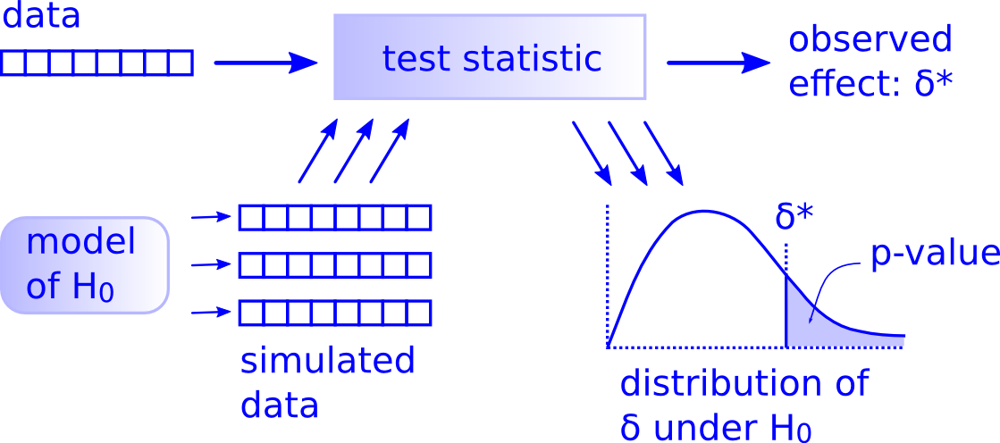 data
test statistic
observed
effect: δ*
model
of H₀
simulated
data
δ*
p-value
distribution of
δ under H₀